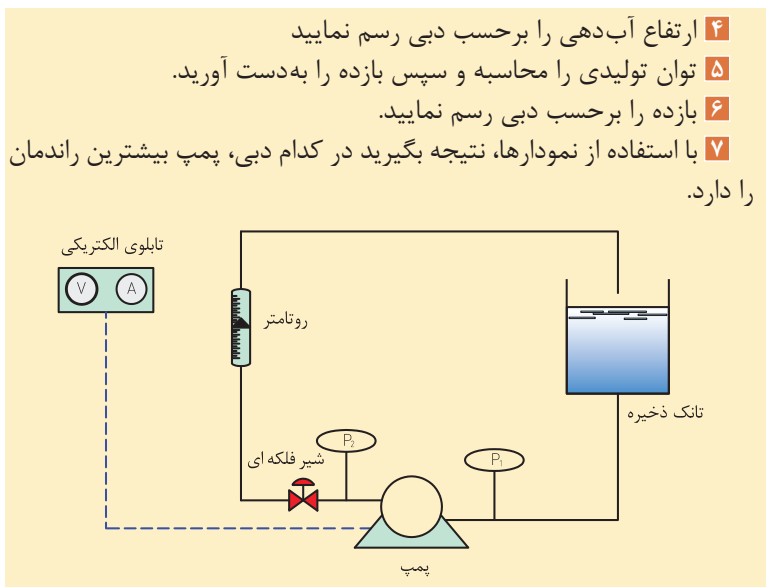 ۴ ارتفاع آب‌دهی را برحسب دبی رسم نمایید
۵ توان تولیدی را محاسبه و سپس بازده را به‌دست آورید.
۶ بازده را برحسب دبی رسم نمایید.
۷ با استفاده از نمودارها، نتیجه بگیرید در کدام دبی، پمپ بیشترین راندمان
را دارد.
تابلوی الکتریکی
V A
روتامتر
تانک ذخیره
P₂
شیر فلکه ای
P₁
پمپ